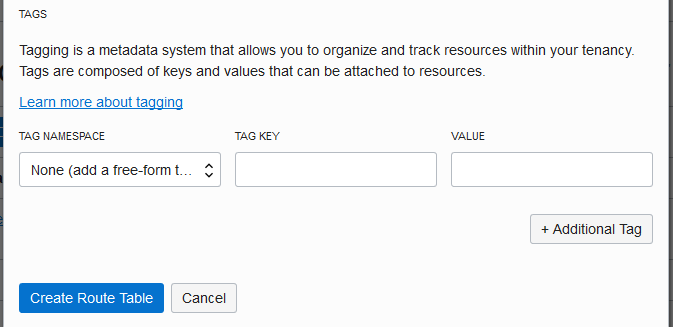 TAGS
Tagging is a metadata system that allows you to organize and track resources within your tenancy.
Tags are composed of keys and values that can be attached to resources.
Learn more about tagging
TAG NAMESPACE TAG KEY VALUE
None (add a free-form t...
+ Additional Tag
Create Route Table Cancel